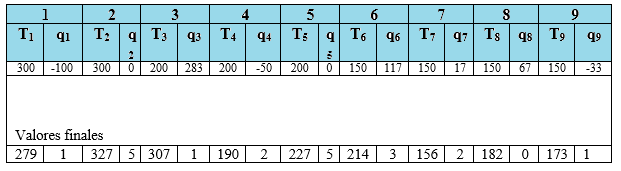 1 2 3 4 5 6 7 8 9
T1 q1 T2 q2 T3 q3 T4 q4 T5 q5 T6 q6 T7 q7 T8 q8 T9 q9
300 -100 300 0 200 283 200 -50 200 0 150 117 150 17 150 67 150 -33
Valores finales
279 1 327 5 307 1 190 2 227 5 214 3 156 2 182 0 173 1